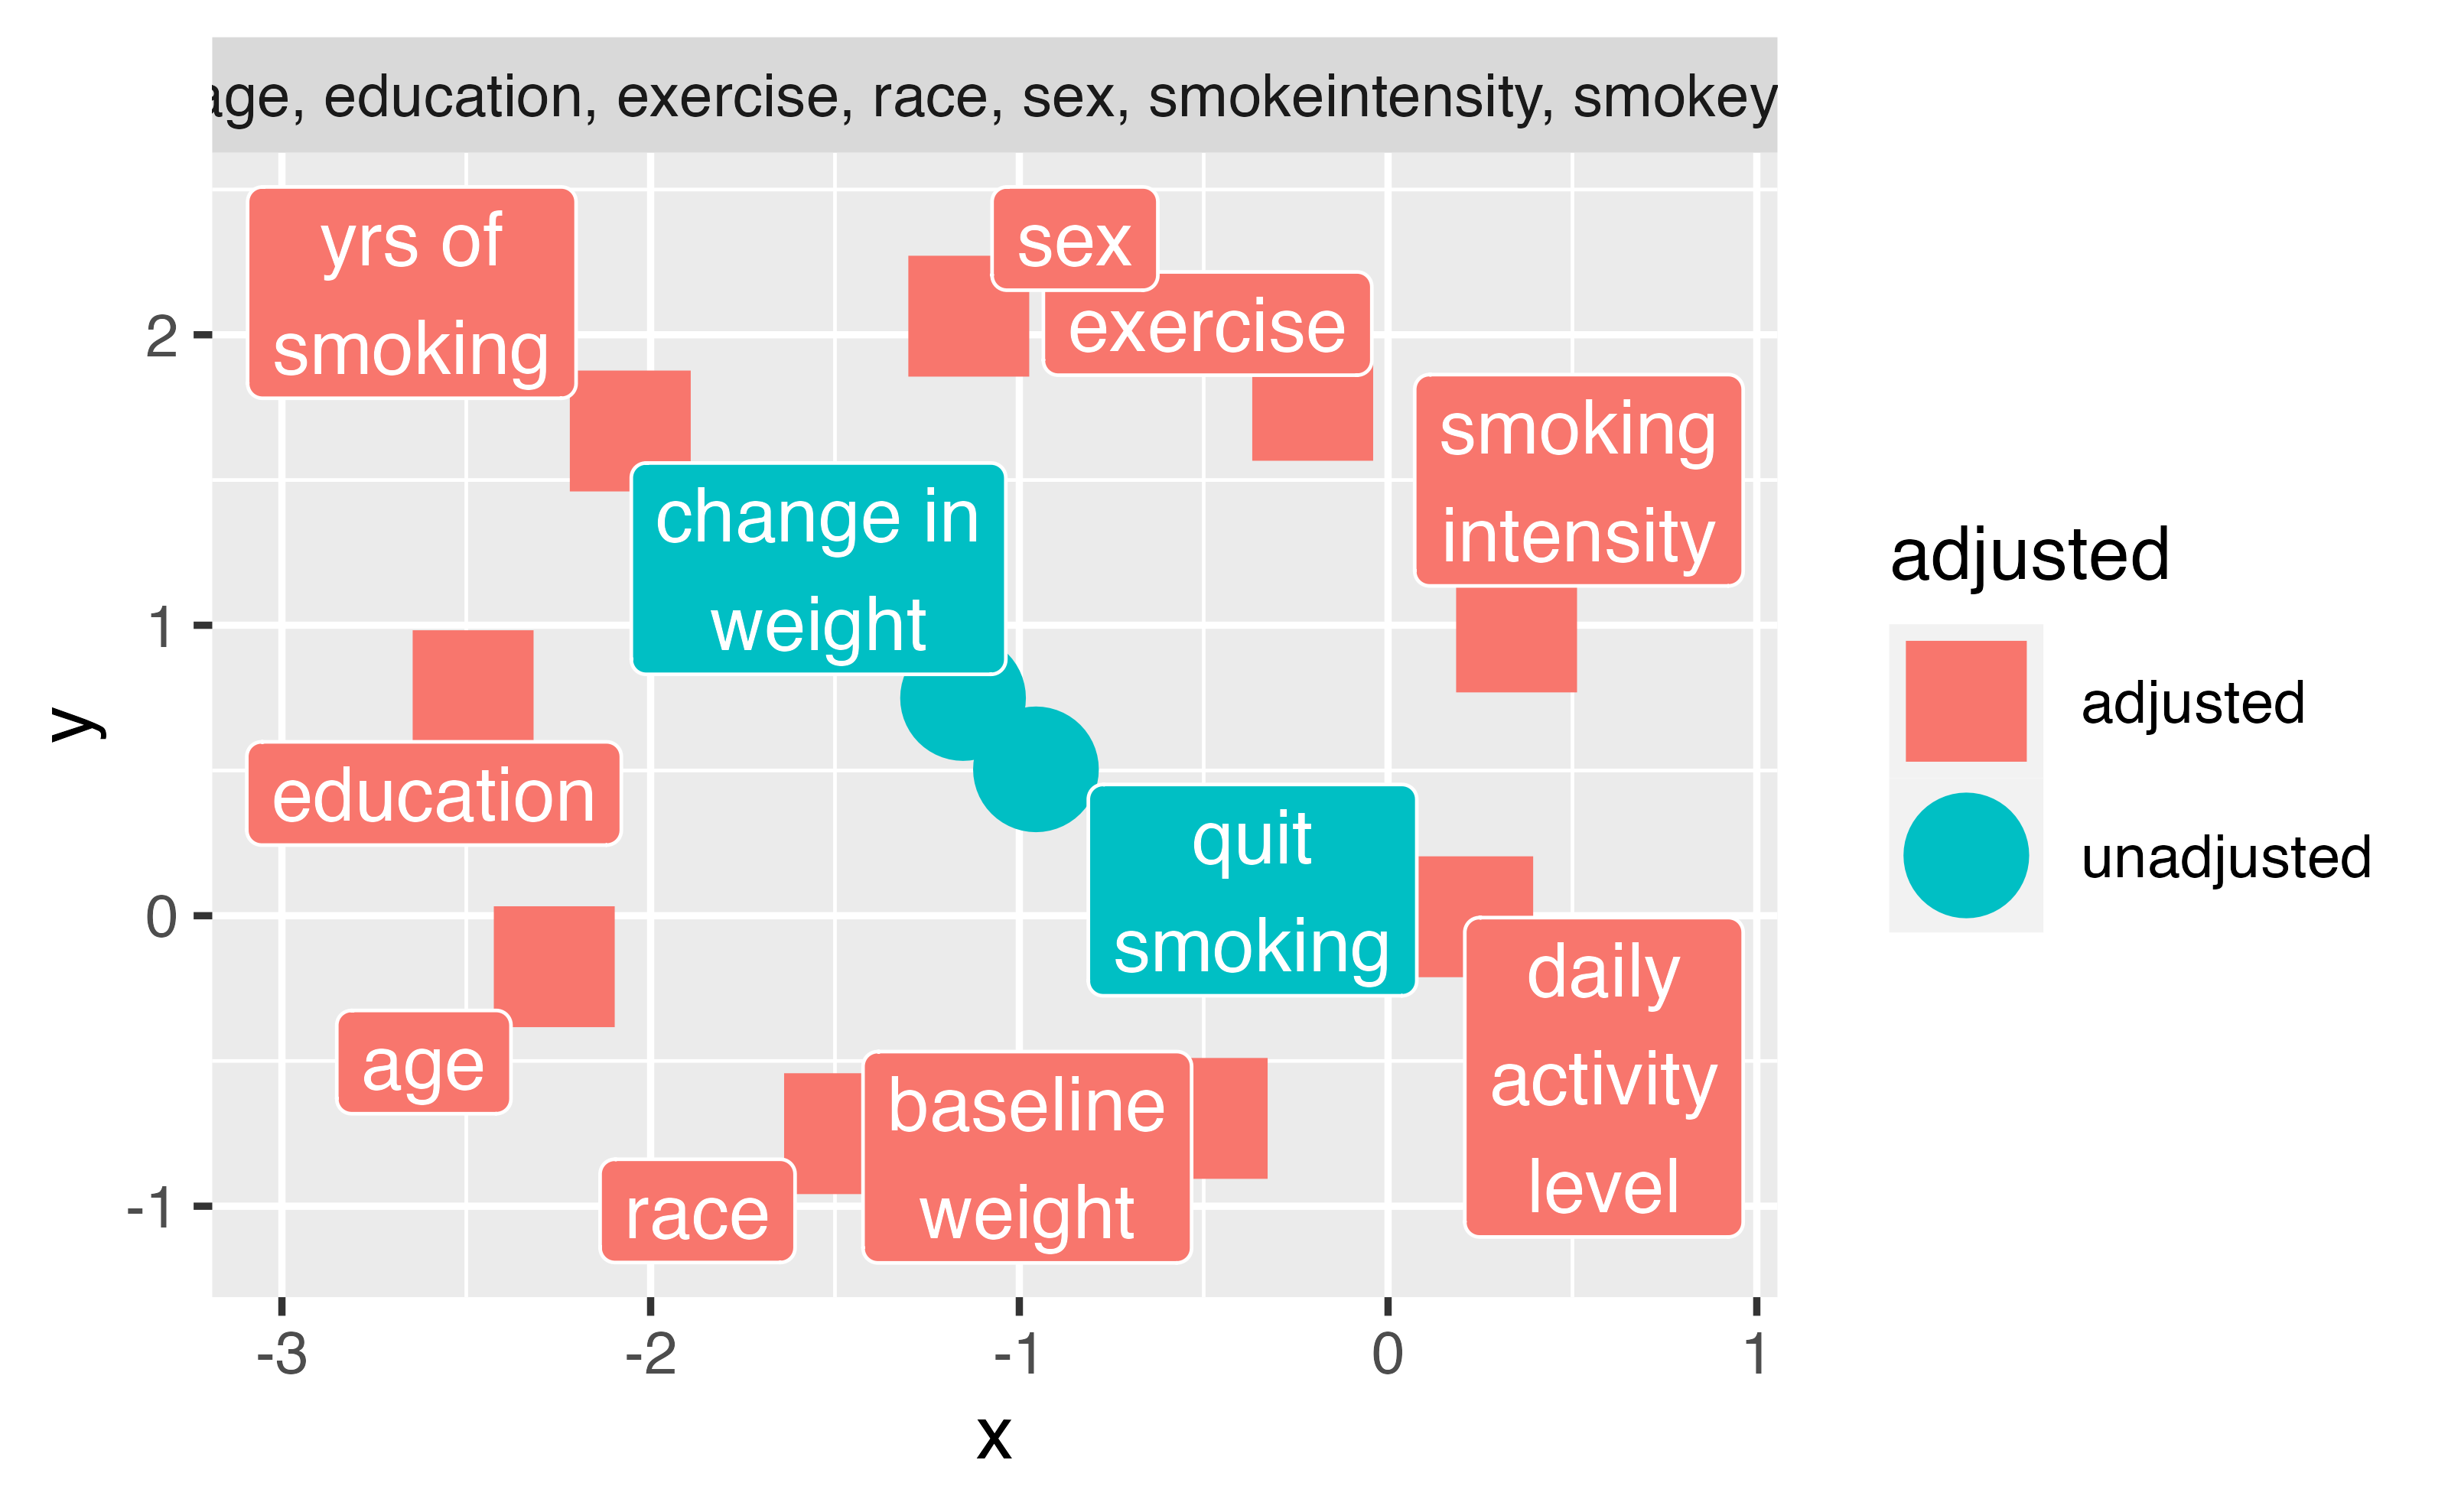 age, education, exercise, race, sex, smokeintensity, smokey
yrs of
smoking
sex
exercise
smoking
intensity
change in
weight
education
quit
smoking
age
daily
activity
level
baseline
weight
race
2
1
0
-1
y
-3
-2
-1
0
1
x
adjusted
adjusted
unadjusted